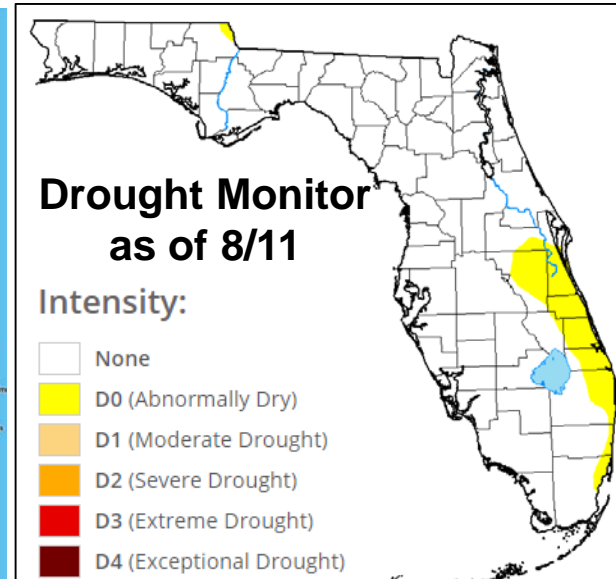 Drought Monitor
as of 8/11
Intensity:
None
D0 (Abnormally Dry)
D1 (Moderate Drought)
D2 (Severe Drought)
D3 (Extreme Drought)
D4 (Exceptional Drought)